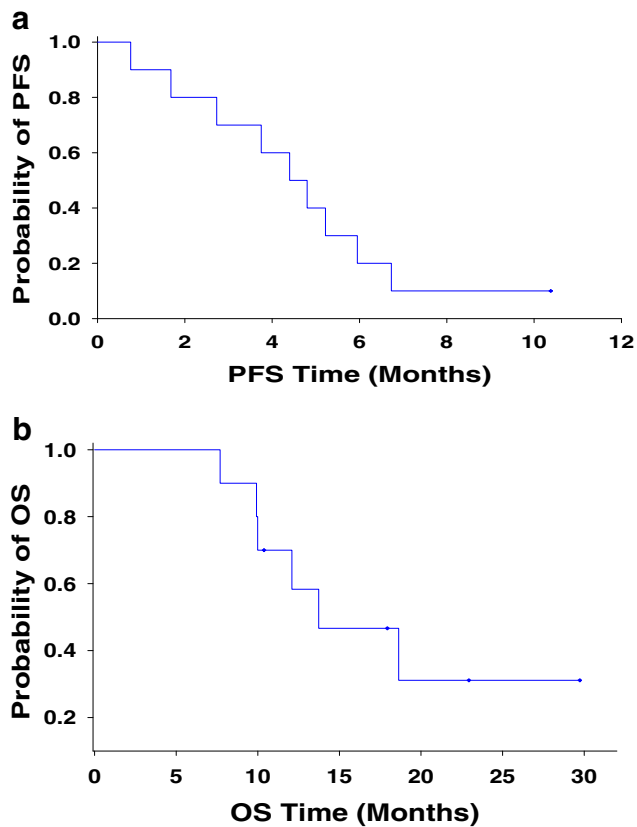 a
Probability of PFS
1.0
0.8
0.6
0.4
0.2
0.0
0 2 4 6 8 10 12
PFS Time (Months)
b
Probability of OS
1.0
0.8
0.6
0.4
0.2
0 5 10 15 20 25 30
OS Time (Months)